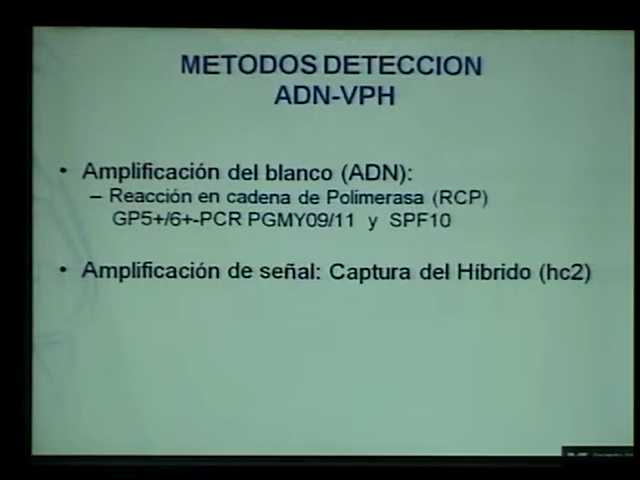 METODOS DETECCION
ADN-VPH
• Amplificación del blanco (ADN):
– Reacción en cadena de Polimerasa (RCP)
GP5+/6+-PCR PGMY09/11 y SPF10
• Amplificación de señal: Captura del Híbrido (hc2)